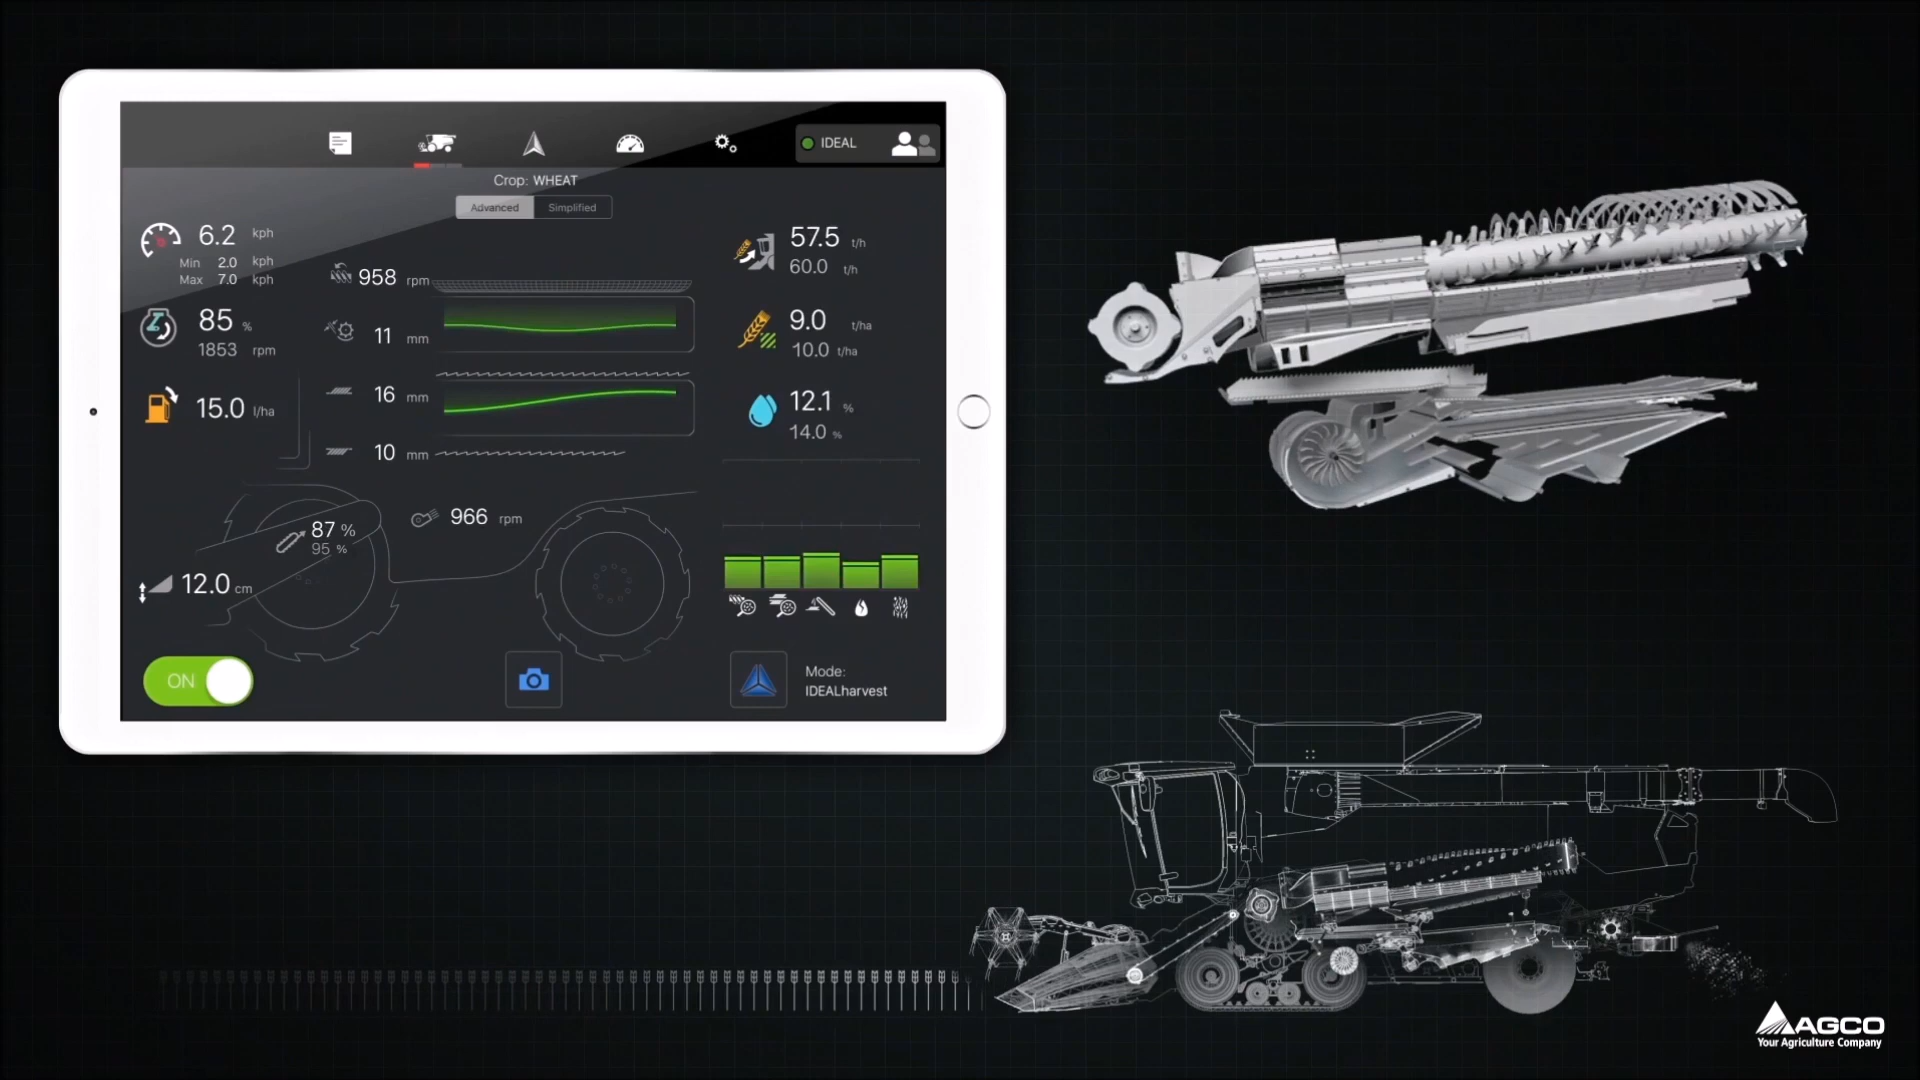 IDEAL
Crop: WHEAT
Advanced Simplified
6.2 kph
Min 2.0 kph
Max 7.0 kph
85 %
1853 rpm
15.0 l/ha
958 rpm
11 mm
16 mm
10 mm
57.5 t/h
60.0 t/h
9.0 t/ha
10.0 t/ha
12.1 %
14.0 %
87 %
95 %
966 rpm
12.0 cm
ON
Mode:
IDEALharvest
AGCO
Your Agriculture Company